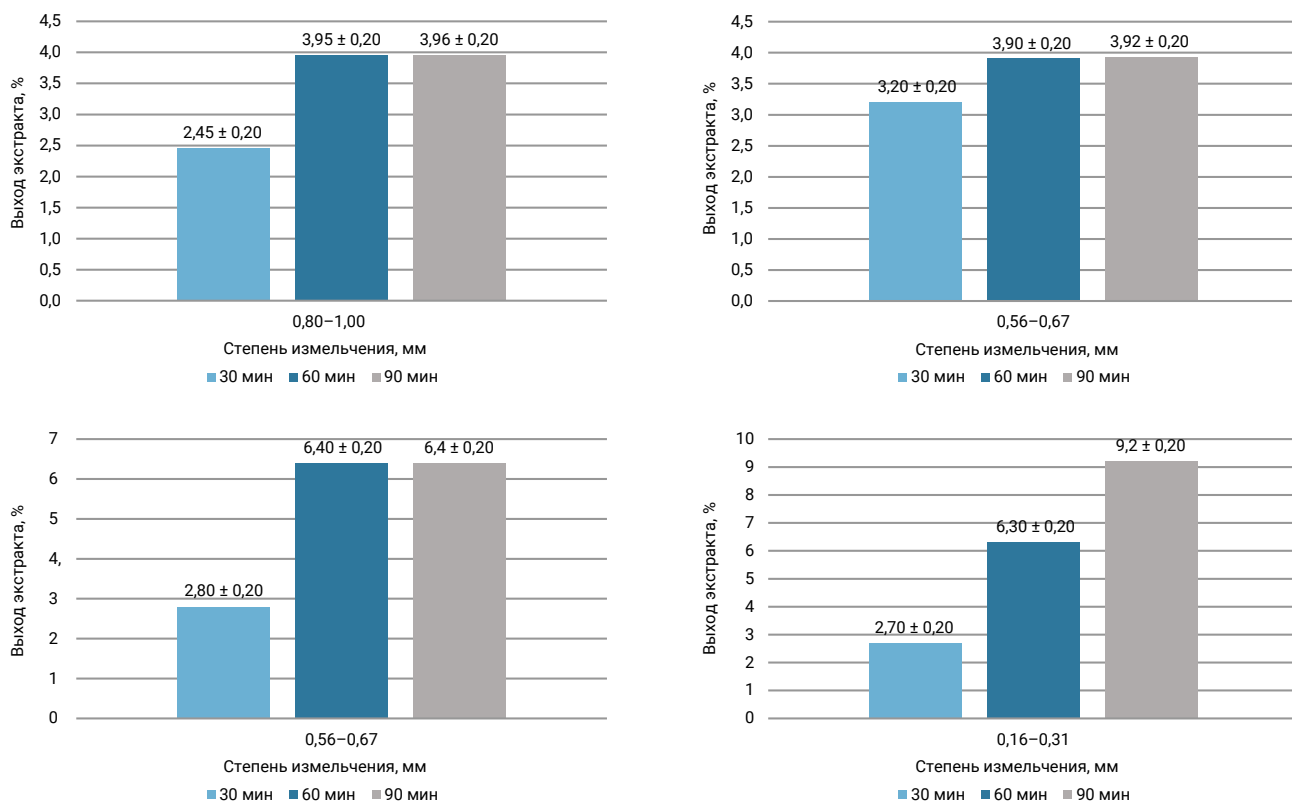 Выход экстракта, %
4,5
4,0
3,5
3,0
2,5
2,0
1,5
1,0
0,5
0,0
2,45 ± 0,20
3,95 ± 0,20
3,96 ± 0,20
0,80–1,00
Степень измельчения, мм
30 мин 60 мин 90 мин
Выход экстракта, %
4,5
4,0
3,5
3,0
2,5
2,0
1,5
1,0
0,5
0,0
3,20 ± 0,20
3,90 ± 0,20
3,92 ± 0,20
0,56–0,67
Степень измельчения, мм
30 мин 60 мин 90 мин
Выход экстракта, %
7
6
5
4,
3
2
1
0
2,80 ± 0,20
6,40 ± 0,20
6,4 ± 0,20
0,56–0,67
Степень измельчения, мм
30 мин 60 мин 90 мин
Выход экстракта, %
10
9
8
7
6
5
4
3
2
1
0
2,70 ± 0,20
6,30 ± 0,20
9,2 ± 0,20
0,16–0,31
Степень измельчения, мм
30 мин 60 мин 90 мин